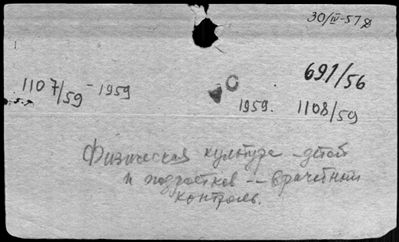 30/IV-57 г
691/56
1107/59 - 1959
1959. 1108/59
Физическая культура - детей
и подростков -- врачебный
контроль.